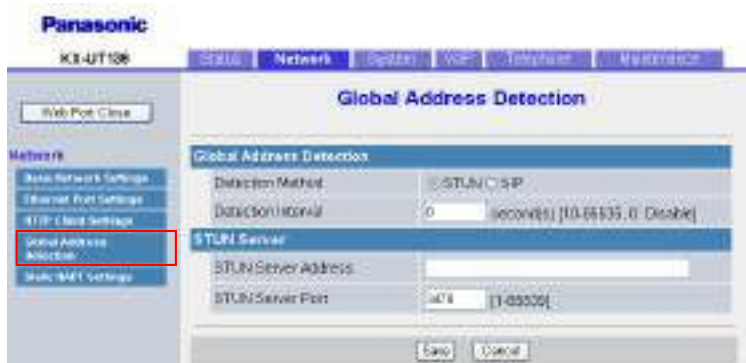 Panasonic
KX-UT136
Status Network System VoIP Telephone Maintenance
Web Port Close
Global Address Detection
Network
Basic Network Settings
Ethernet Port Settings
HTTP Client Settings
Global Address
Detection
Static NAPT Settings
Global Address Detection
Detection Method STUN SIP
Detection Interval 0 second(s) [10-65535, 0: Disable]
STUN Server
STUN Server Address
STUN Server Port 3478 [1-65535]
Save Cancel